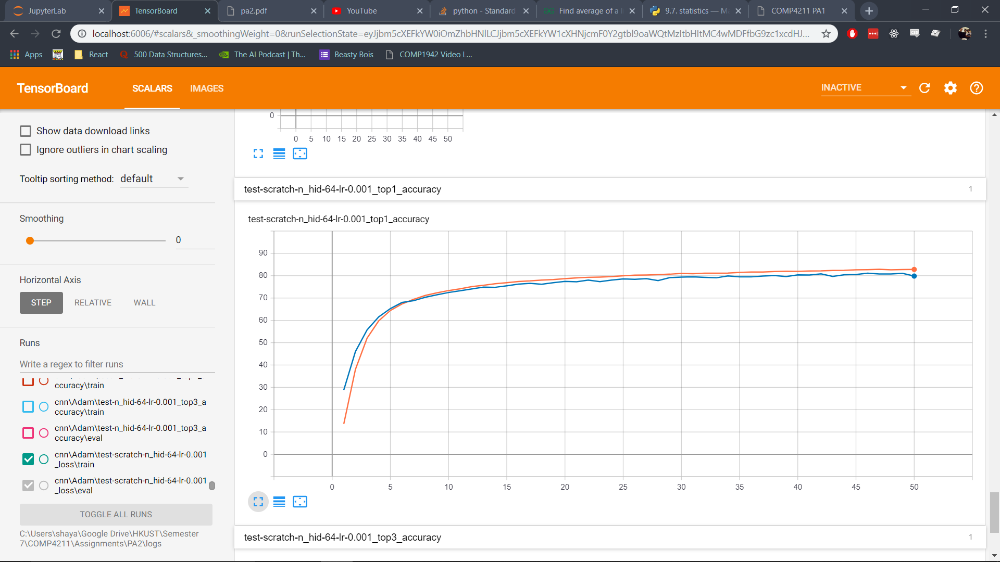 JupyterLab
TensorBoard
pa2.pdf
YouTube
python - Standard
Find average of a l
9.7. statistics — M
COMP4211 PA1
localhost:6006/#scalars&_smoothingWeight=0&runSelectionState=eyJjbm5cXEFkYW0iOmZhbHNlLCJjbm5cXEFkYW1cXHNjcmF0Y2gtbl9oaWQtMzItbHItMC4wMDFfbG9zc1xcdHJ...
Apps
React
500 Data Structures...
The AI Podcast | Th...
Beasty Bois
COMP1942 Video L...
TensorBoard
SCALARS
IMAGES
INACTIVE
Show data download links
Ignore outliers in chart scaling
Tooltip sorting method: default
Smoothing
0
Horizontal Axis
STEP RELATIVE WALL
Runs
Write a regex to filter runs
ccuracy\train
cnn\Adam\test-n_hid-64-lr-0.001_top3_a
ccuracy\train
cnn\Adam\test-n_hid-64-lr-0.001_top3_a
ccuracy\eval
cnn\Adam\test-scratch-n_hid-64-lr-0.001
_loss\train
cnn\Adam\test-scratch-n_hid-64-lr-0.001
_loss\eval
TOGGLE ALL RUNS
C:\Users\shaya\Google Drive\HKUST\Semester
7\COMP4211\Assignments\PA2\logs
0
0 5 10 15 20 25 30 35 40 45 50
test-scratch-n_hid-64-lr-0.001_top1_accuracy
1
test-scratch-n_hid-64-lr-0.001_top1_accuracy
90
80
70
60
50
40
30
20
10
0
0 5 10 15 20 25 30 35 40 45 50
test-scratch-n_hid-64-lr-0.001_top3_accuracy
1